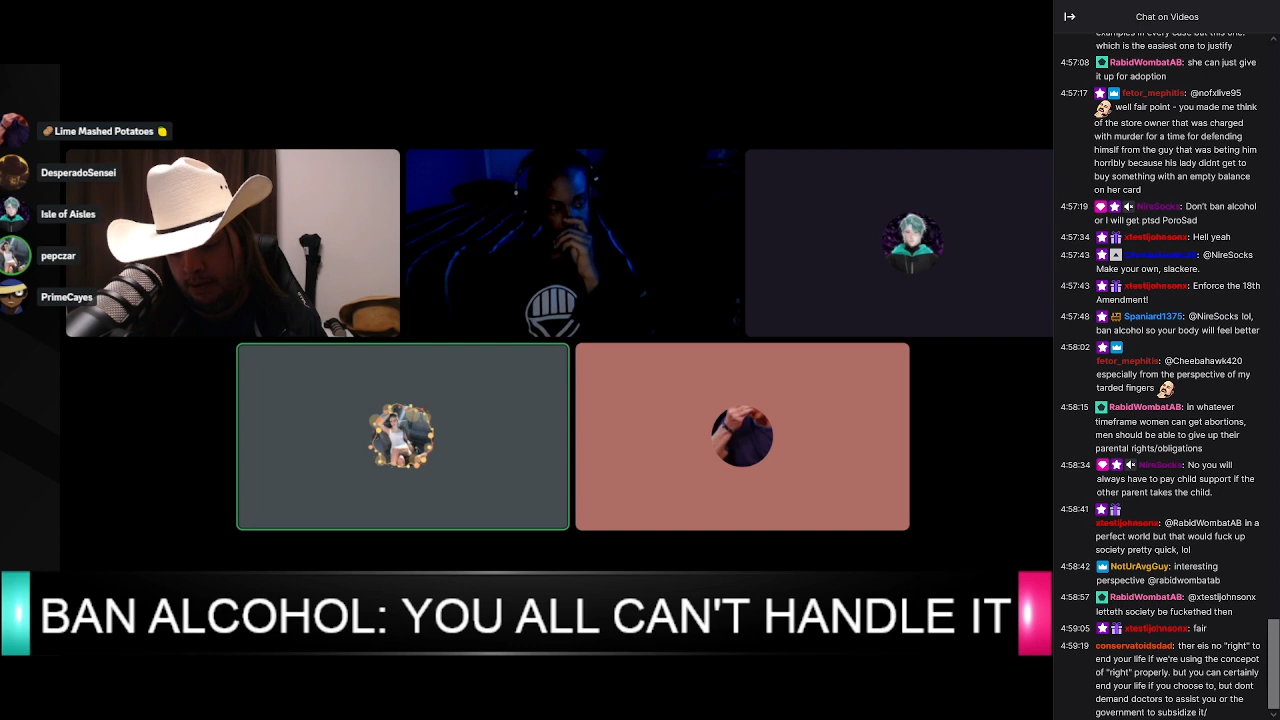 Chat on Videos
examples in every case but this one.
which is the easiest one to justify
4:57:08 RabidWombatAB: she can just give
it up for adoption
4:57:17 fetor_mephitis: @nofxlive95
well fair point - you made me think
of the store owner that was charged
with murder for a time for defending
himslf from the guy that was beting him
horribly because his lady didnt get to
buy something with an empty balance
on her card
4:57:19 NireSocks: Don't ban alcohol
or I will get ptsd PoroSad
4:57:34 xtestijohnsonx: Hell yeah
4:57:43 @NireSocks
Make your own, slackere.
4:57:43 xtestijohnsonx: Enforce the 18th
Amendment!
4:57:48 Spaniard1375: @NireSocks lol,
ban alcohol so your body will feel better
4:58:02
fetor_mephitis: @Cheebahawk420
especially from the perspective of my
tarded fingers
4:58:15 RabidWombatAB: in whatever
timeframe women can get abortions,
men should be able to give up their
parental rights/obligations
4:58:34 NireSocks: No you will
always have to pay child support if the
other parent takes the child.
4:58:41
xtestijohnsonx: @RabidWombatAB in a
perfect world but that would fuck up
society pretty quick, lol
4:58:42 NotUrAvgGuy: interesting
perspective @rabidwombatab
4:58:57 RabidWombatAB: @xtestijohnsonx
letteth society be fuckethed then
4:59:05 xtestijohnsonx: fair
4:59:19 conservatoidsdad: ther eis no "right" to
end your life if we're using the concepot
of "right" properly. but you can certainly
end your life if you choose to, but dont
demand doctors to assist you or the
government to subsidize it/
Lime Mashed Potatoes
DesperadoSensei
Isle of Aisles
pepczar
PrimeCayes
BAN ALCOHOL: YOU ALL CAN'T HANDLE IT